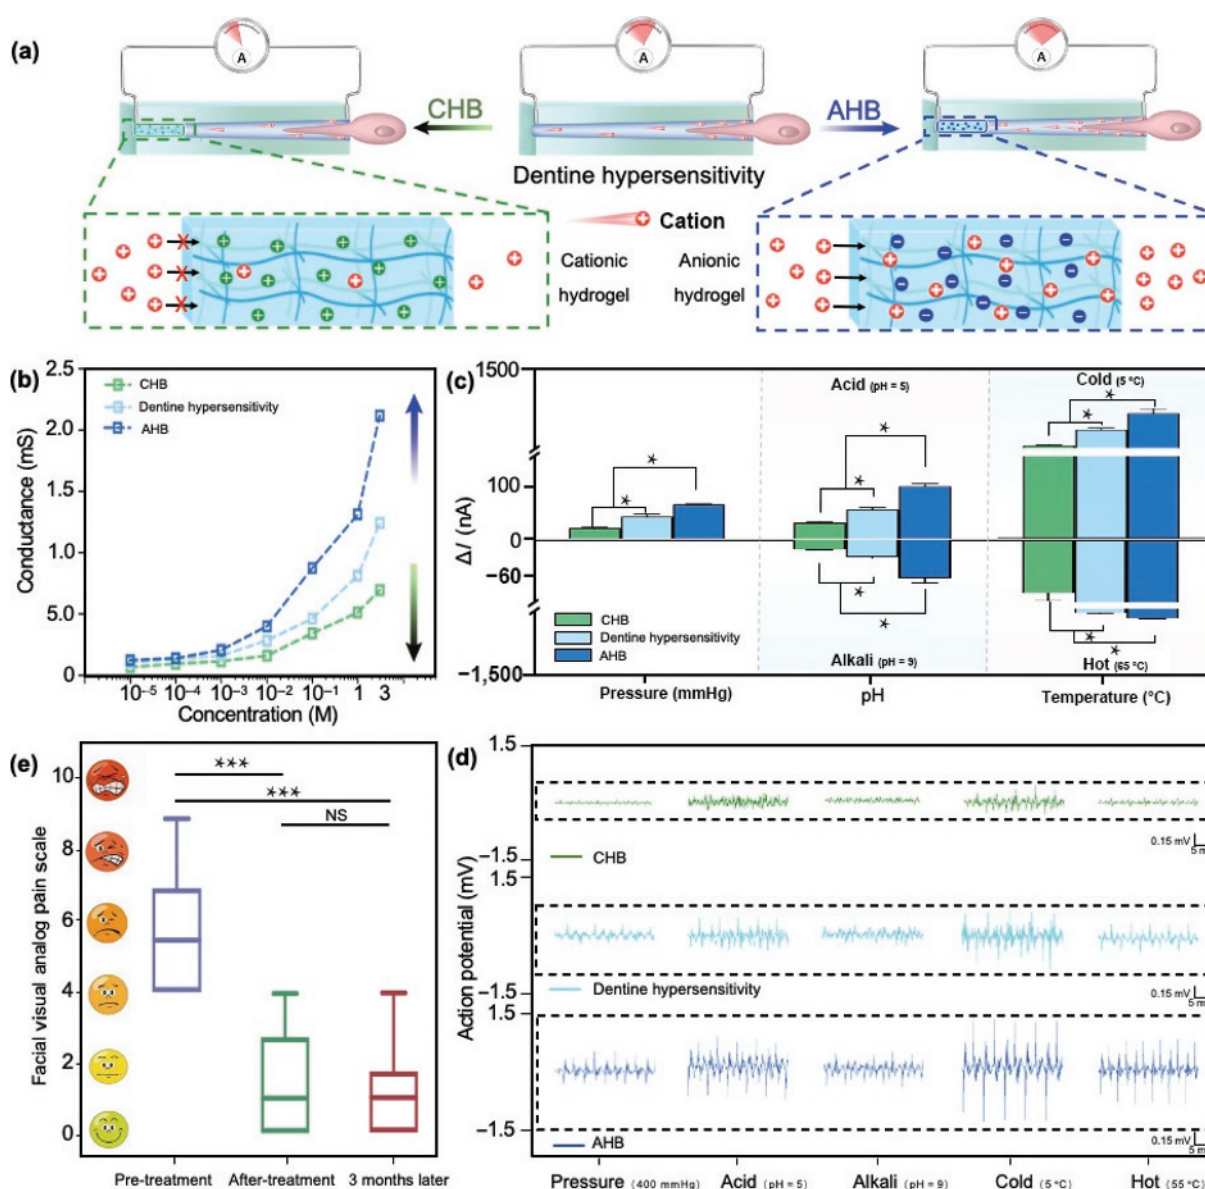 (a)
A
A
A
CHB
AHB
Dentine hypersensitivity
Cation
Cationic
hydrogel
Anionic
hydrogel
(b)
2.5
2.0
1.5
1.0
5.0
0
Conductance (mS)
CHB
Dentine hypersensitivity
AHB
10⁻⁵ 10⁻⁴ 10⁻³ 10⁻² 10⁻¹ 1 3
Concentration (M)
(c)
1500
100
0
−60
−1,500
ΔI (nA)
Acid (pH = 5)
Cold (5 °C)
* * * * * *
* * * *
CHB
Dentine hypersensitivity
AHB
Alkali (pH = 9)
Hot (65 °C)
Pressure (mmHg) pH Temperature (°C)
(e)
10
8
6
4
2
0
Facial visual analog pain scale
***
***
NS
Pre-treatment After-treatment 3 months later
(d)
1.5
−1.5
1.5
−1.5
1.5
−1.5
Action potential (mV)
0.15 mV
CHB
0.15 mV
Dentine hypersensitivity
0.15 mV
AHB
Pressure (400 mmHg) Acid (pH = 5) Alkali (pH = 9) Cold (5 °C) Hot (55 °C)